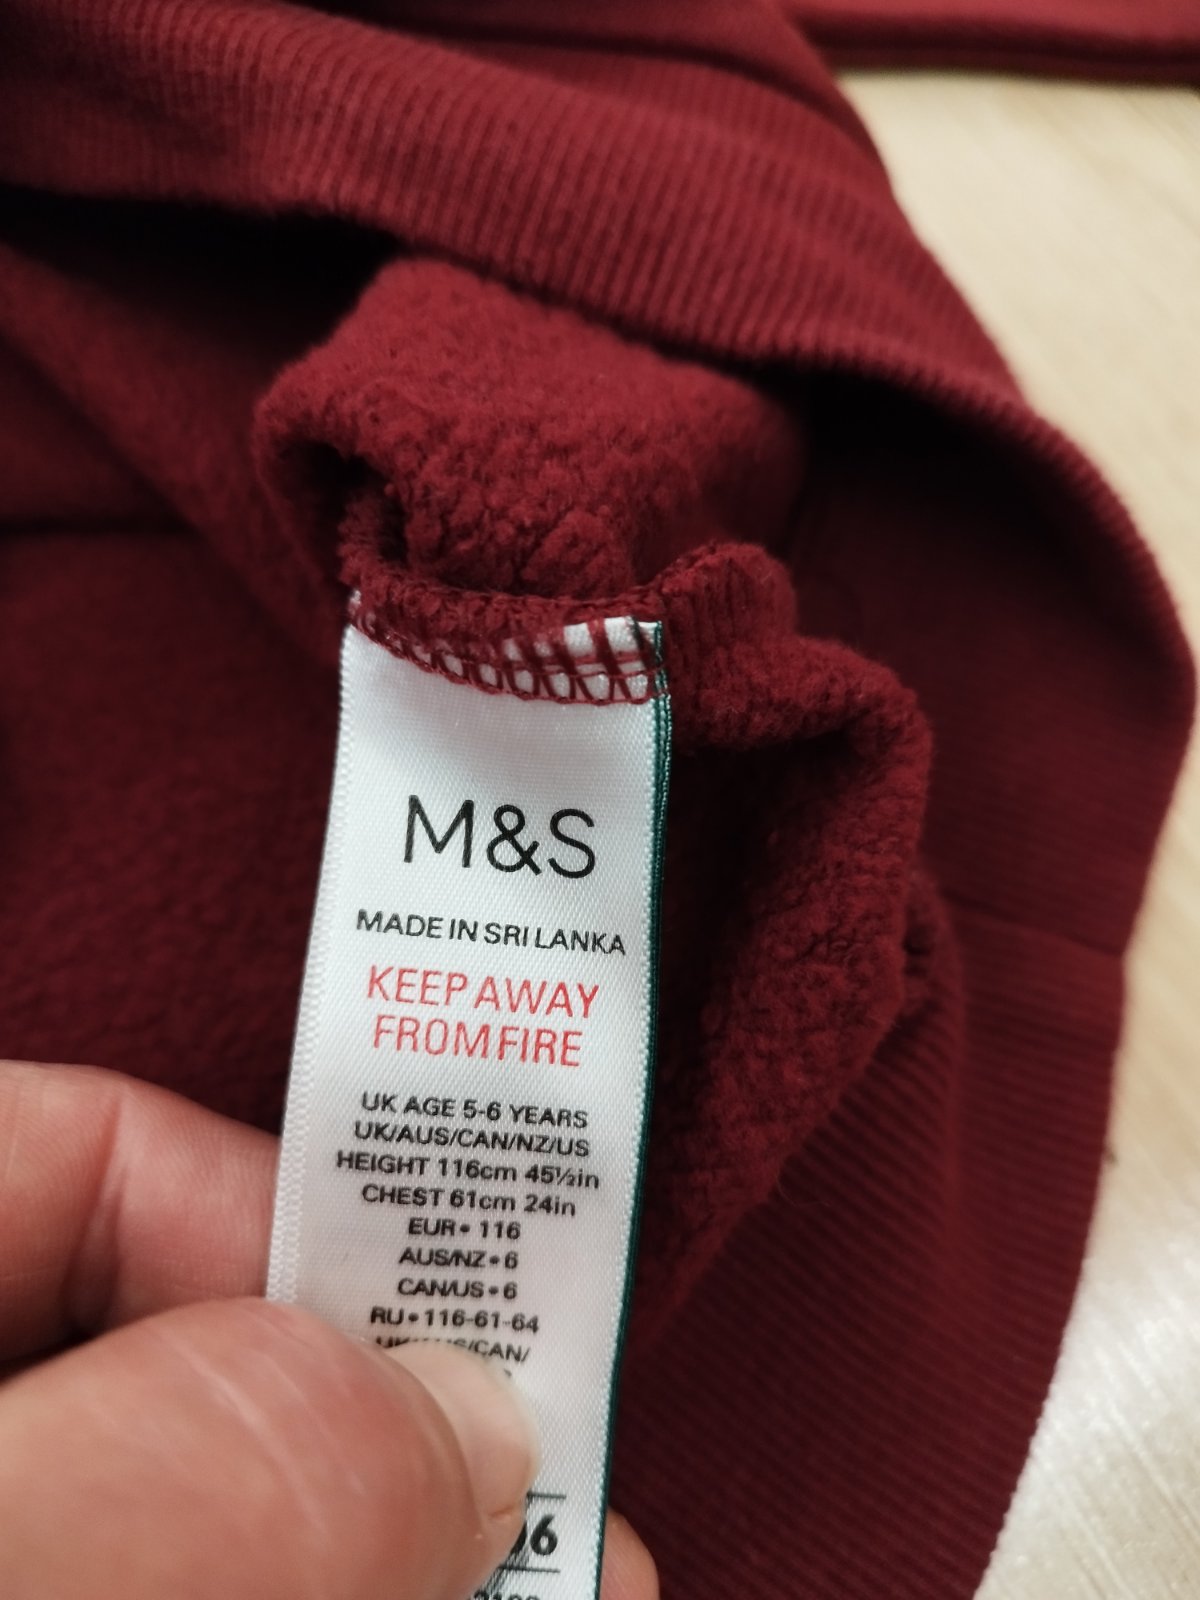 M&S
MADE IN SRI LANKA
KEEP AWAY
FROM FIRE
UK AGE 5-6 YEARS
UK/AUS/CAN/NZ/US
HEIGHT 116cm 45½in
CHEST 61cm 24in
EUR• 116
AUS/NZ•6
CAN/US•6
RU•116-61-64